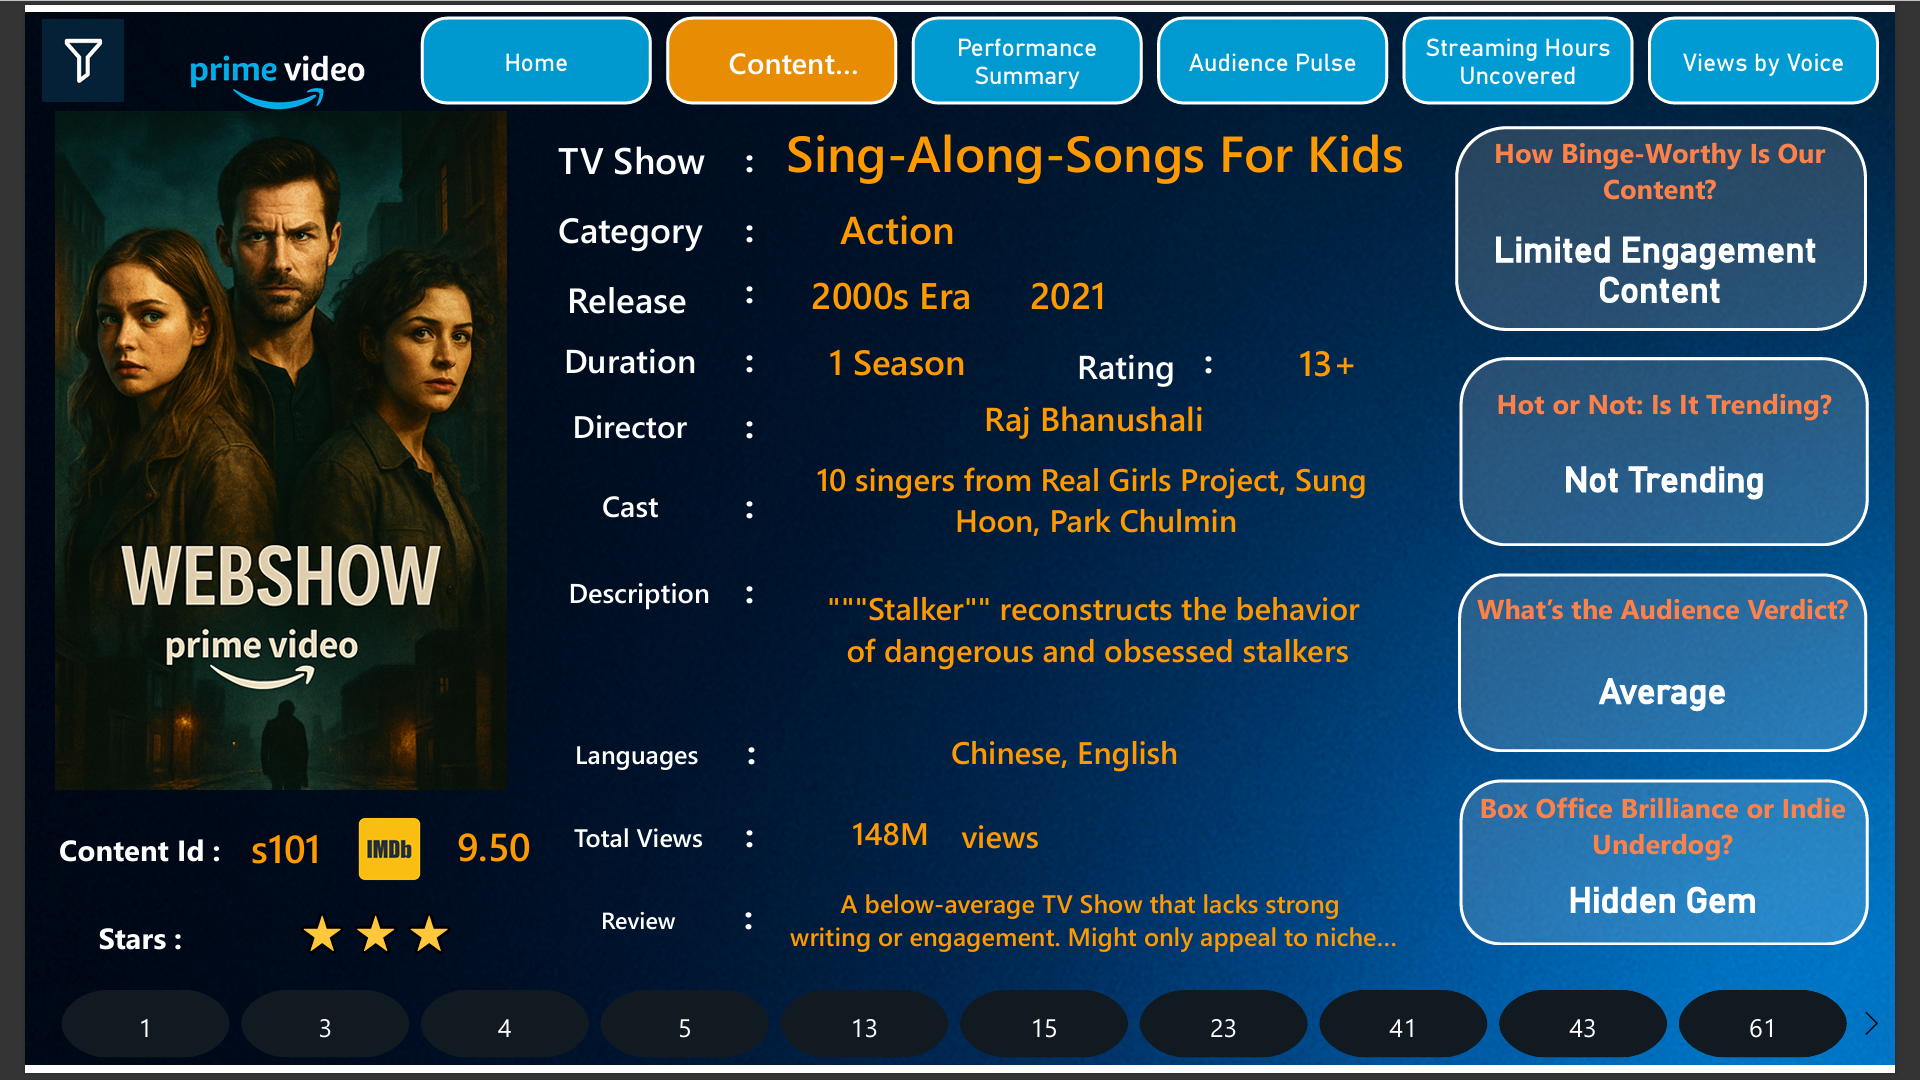 prime video
Home
Content...
Performance
Summary
Audience Pulse
Streaming Hours
Uncovered
Views by Voice
WEBSHOW
prime video
Content Id : s101 IMDb 9.50
Stars :
TV Show : Sing-Along-Songs For Kids
Category : Action
Release : 2000s Era 2021
Duration : 1 Season Rating : 13+
Director : Raj Bhanushali
Cast : 10 singers from Real Girls Project, Sung
Hoon, Park Chulmin
Description : """Stalker"" reconstructs the behavior
of dangerous and obsessed stalkers
Languages : Chinese, English
Total Views : 148M views
Review : A below-average TV Show that lacks strong
writing or engagement. Might only appeal to niche...
How Binge-Worthy Is Our
Content?
Limited Engagement
Content
Hot or Not: Is It Trending?
Not Trending
What's the Audience Verdict?
Average
Box Office Brilliance or Indie
Underdog?
Hidden Gem
1 3 4 5 13 15 23 41 43 61